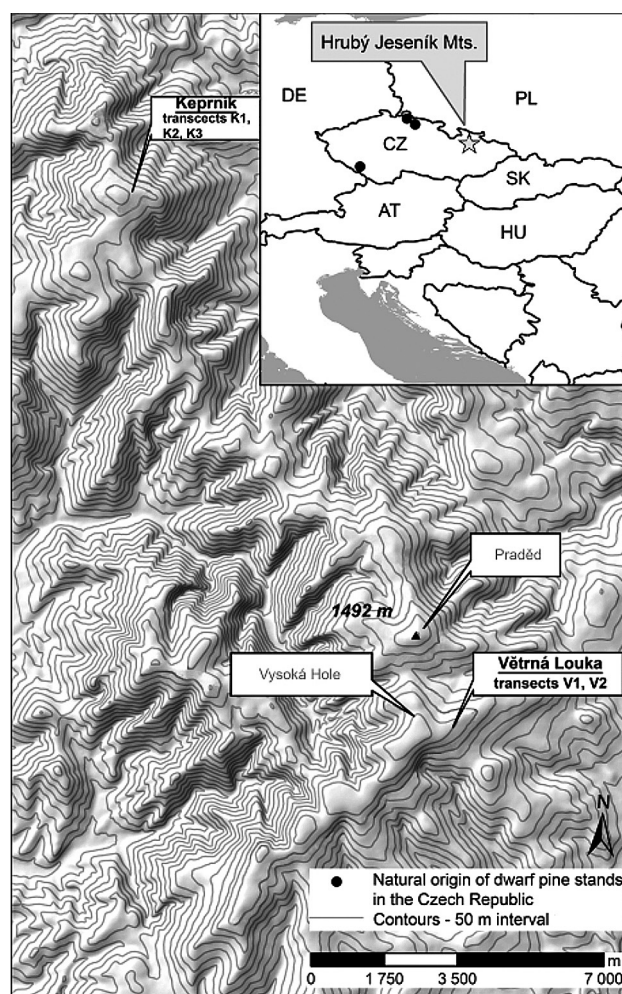 Keprník
transcects K1,
K2, K3
Hrubý Jeseník Mts.
DE
PL
CZ
SK
AT
HU
Praděd
1492 m
Vysoká Hole
Větrná Louka
transects V1, V2
N
Natural origin of dwarf pine stands
in the Czech Republic
Contours - 50 m interval
m
0 1 750 3 500 7 000